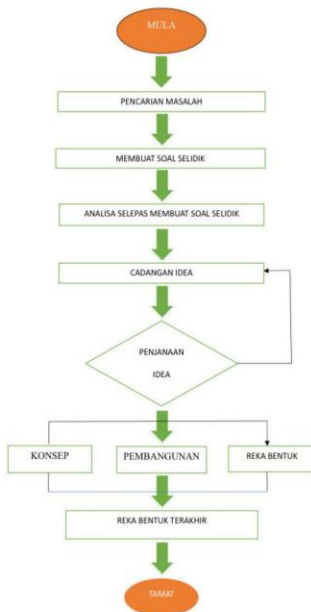 MULA
PENCARIAN MASALAH
MEMBUAT SOAL SELIDIK
ANALISA SELEPAS MEMBUAT SOAL SELIDIK
CADANGAN IDEA
PENJANAAN
IDEA
KONSEP
PEMBANGUNAN
REKA BENTUK
REKA BENTUK TERAKHIR
TAMAT